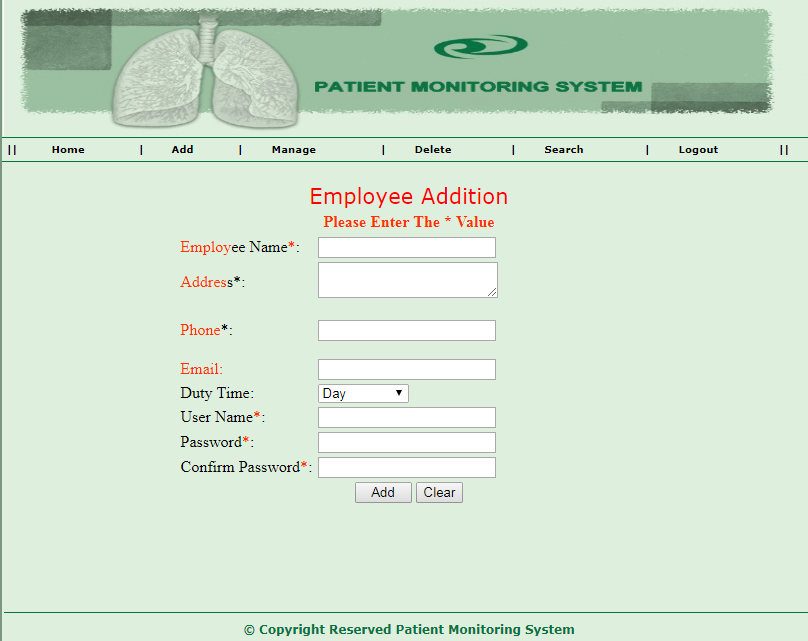 PATIENT MONITORING SYSTEM
|| Home | Add | Manage | Delete | Search | Logout ||
Employee Addition
Please Enter The * Value
Employee Name*:
Address*:
Phone*:
Email:
Duty Time: Day
User Name*:
Password*:
Confirm Password*:
Add Clear
© Copyright Reserved Patient Monitoring System